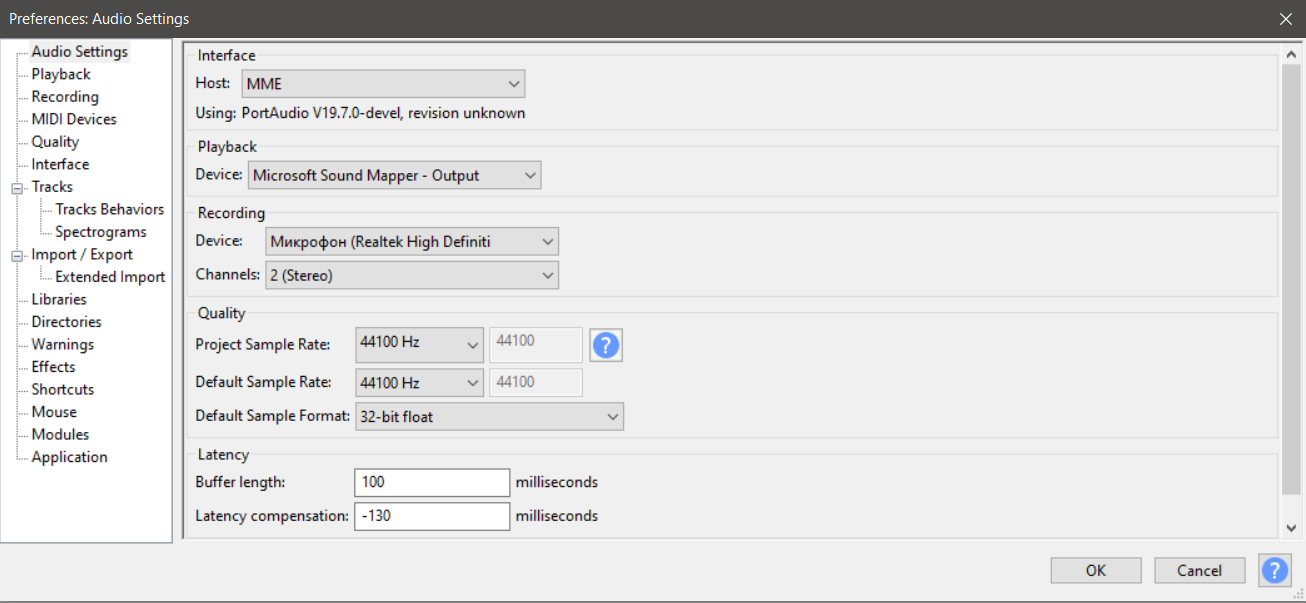 Preferences: Audio Settings
Audio Settings
Playback
Recording
MIDI Devices
Quality
Interface
Tracks
Tracks Behaviors
Spectrograms
Import / Export
Extended Import
Libraries
Directories
Warnings
Effects
Shortcuts
Mouse
Modules
Application
Interface
Host: MME
Using: PortAudio V19.7.0-devel, revision unknown
Playback
Device: Microsoft Sound Mapper - Output
Recording
Device: Микрофон (Realtek High Definiti
Channels: 2 (Stereo)
Quality
Project Sample Rate: 44100 Hz 44100 ?
Default Sample Rate: 44100 Hz 44100
Default Sample Format: 32-bit float
Latency
Buffer length: 100 milliseconds
Latency compensation: -130 milliseconds
OK Cancel ?